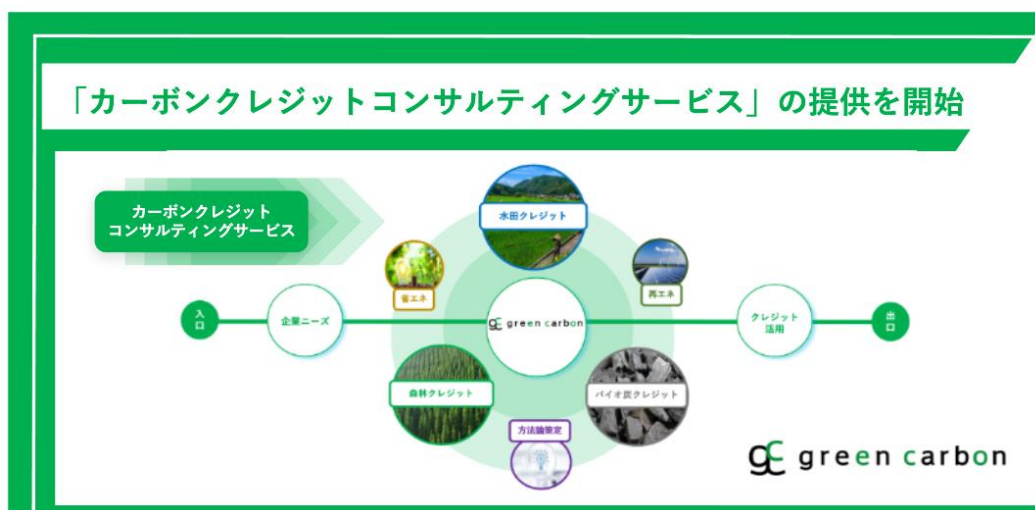 「カーボンクレジットコンサルティングサービス」の提供を開始
カーボンクレジット
コンサルティングサービス
水田クレジット
省エネ
再エネ
入口
企業ニーズ
green carbon
クレジット
活用
出口
森林クレジット
バイオ炭クレジット
方法論策定
gc green carbon